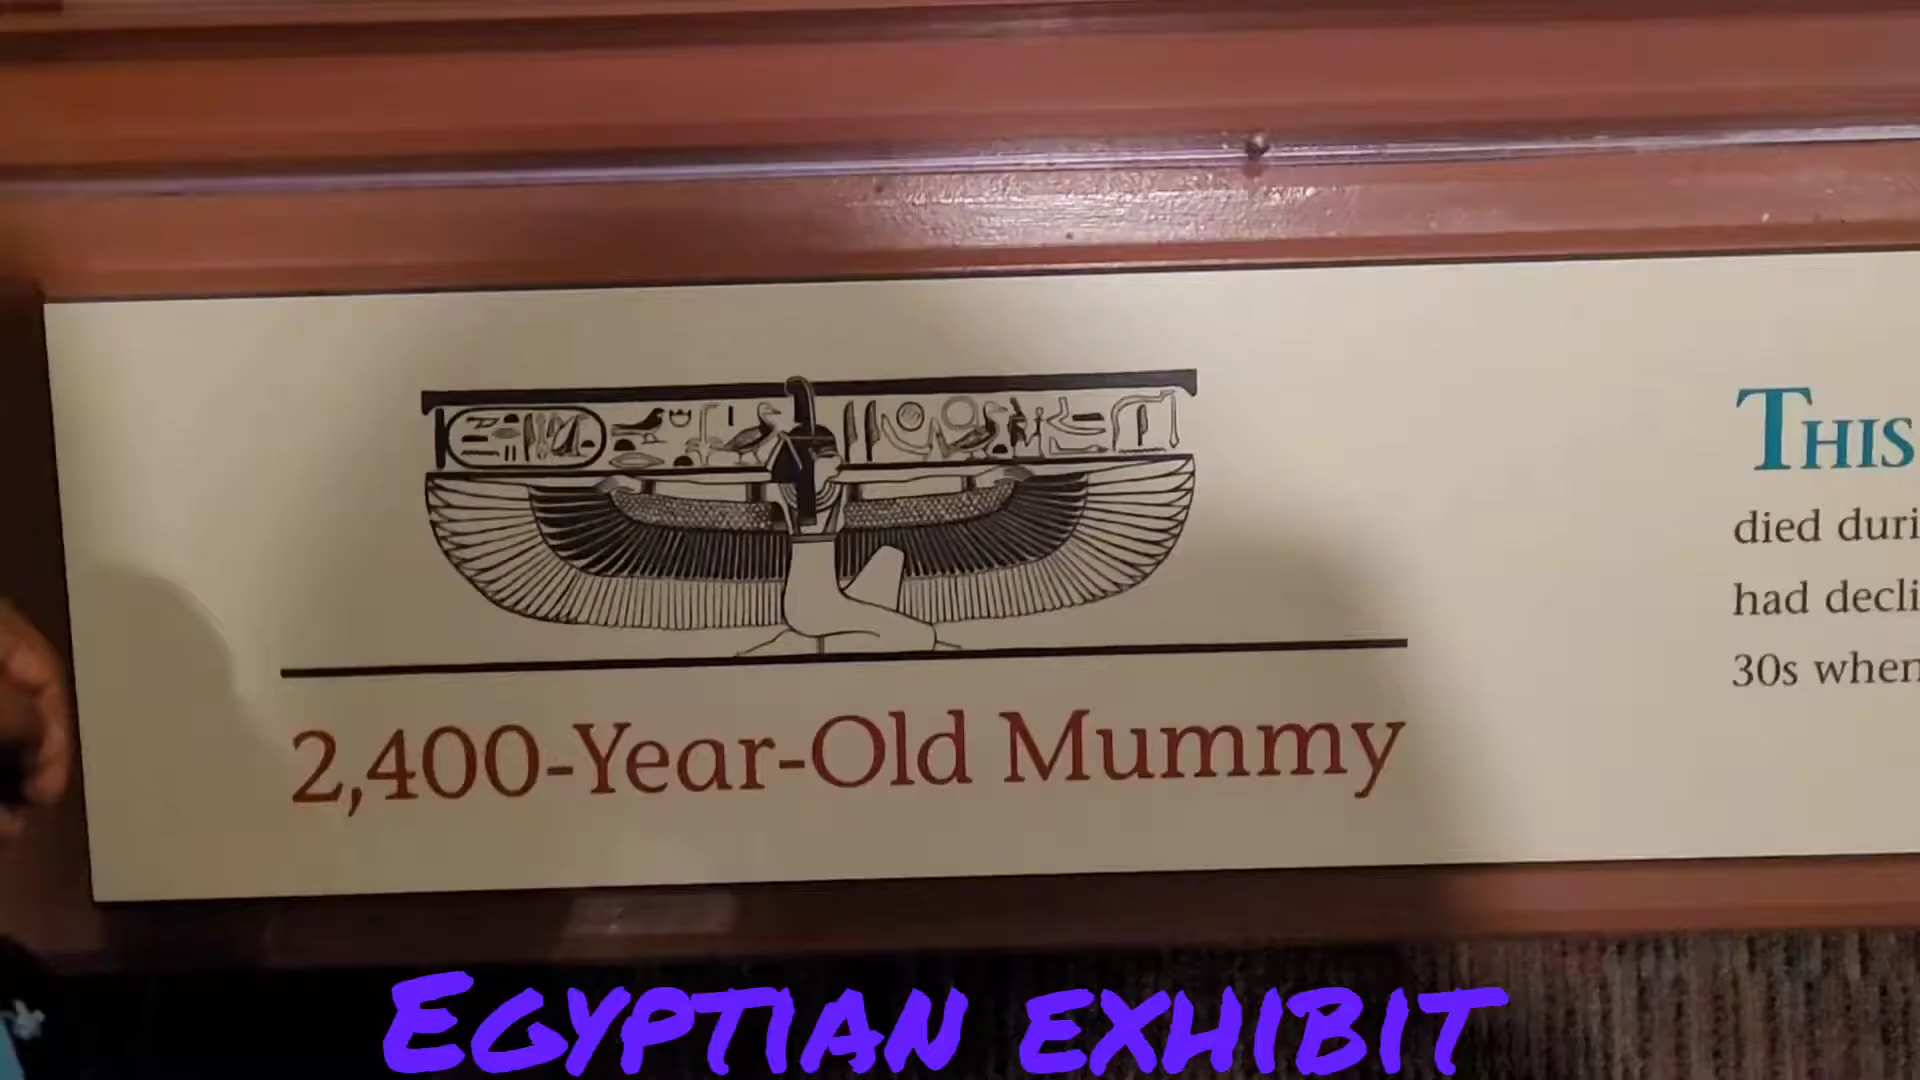 2,400-Year-Old Mummy
THIS
died duri
had decli
30s when
EGYPTIAN EXHIBIT